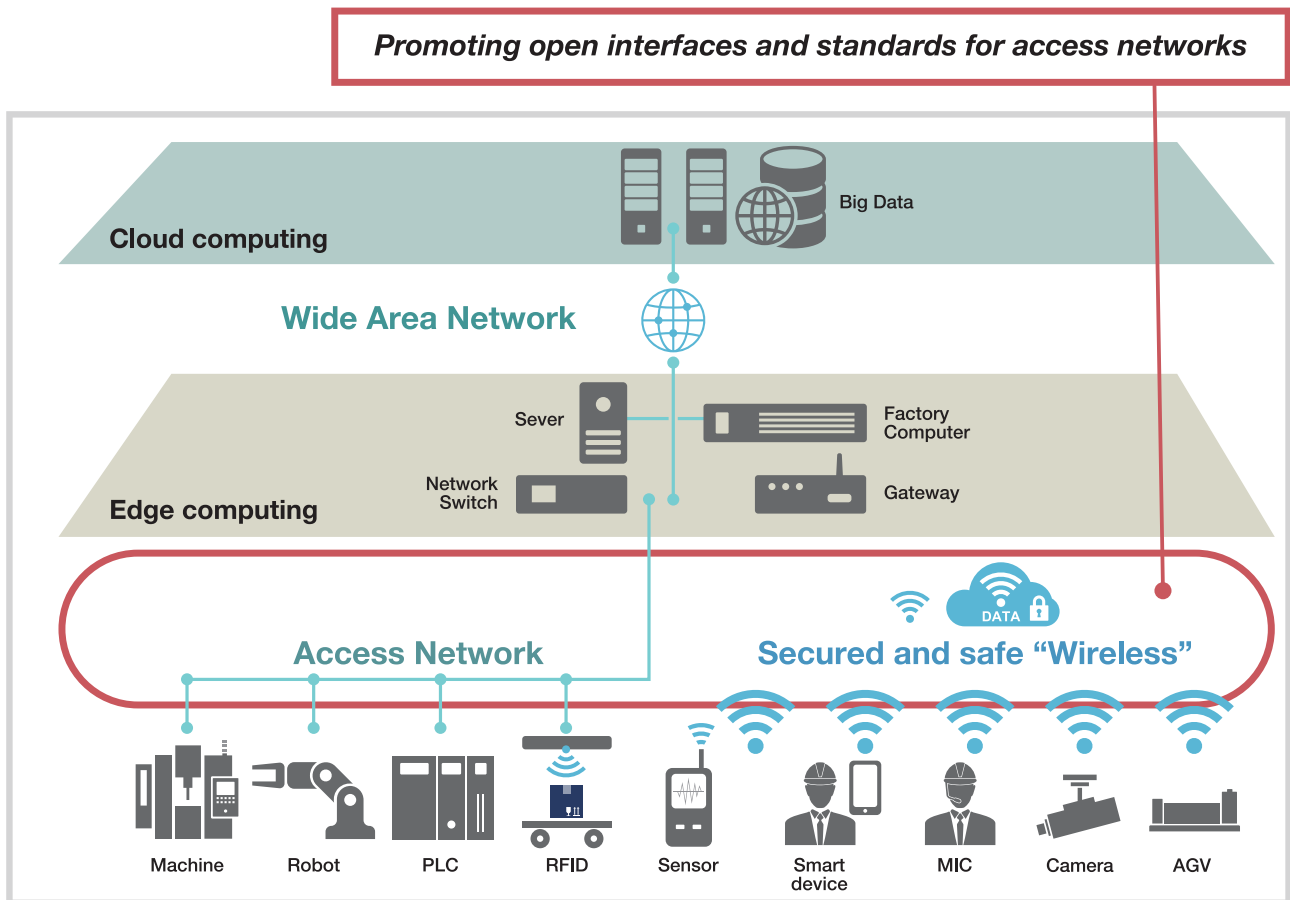 Promoting open interfaces and standards for access networks
Big Data
Cloud computing
Wide Area Network
Sever
Factory
Computer
Network
Switch
Gateway
Edge computing
DATA
Access Network
Secured and safe “Wireless”
Machine
Robot
PLC
RFID
Sensor
Smart
device
MIC
Camera
AGV